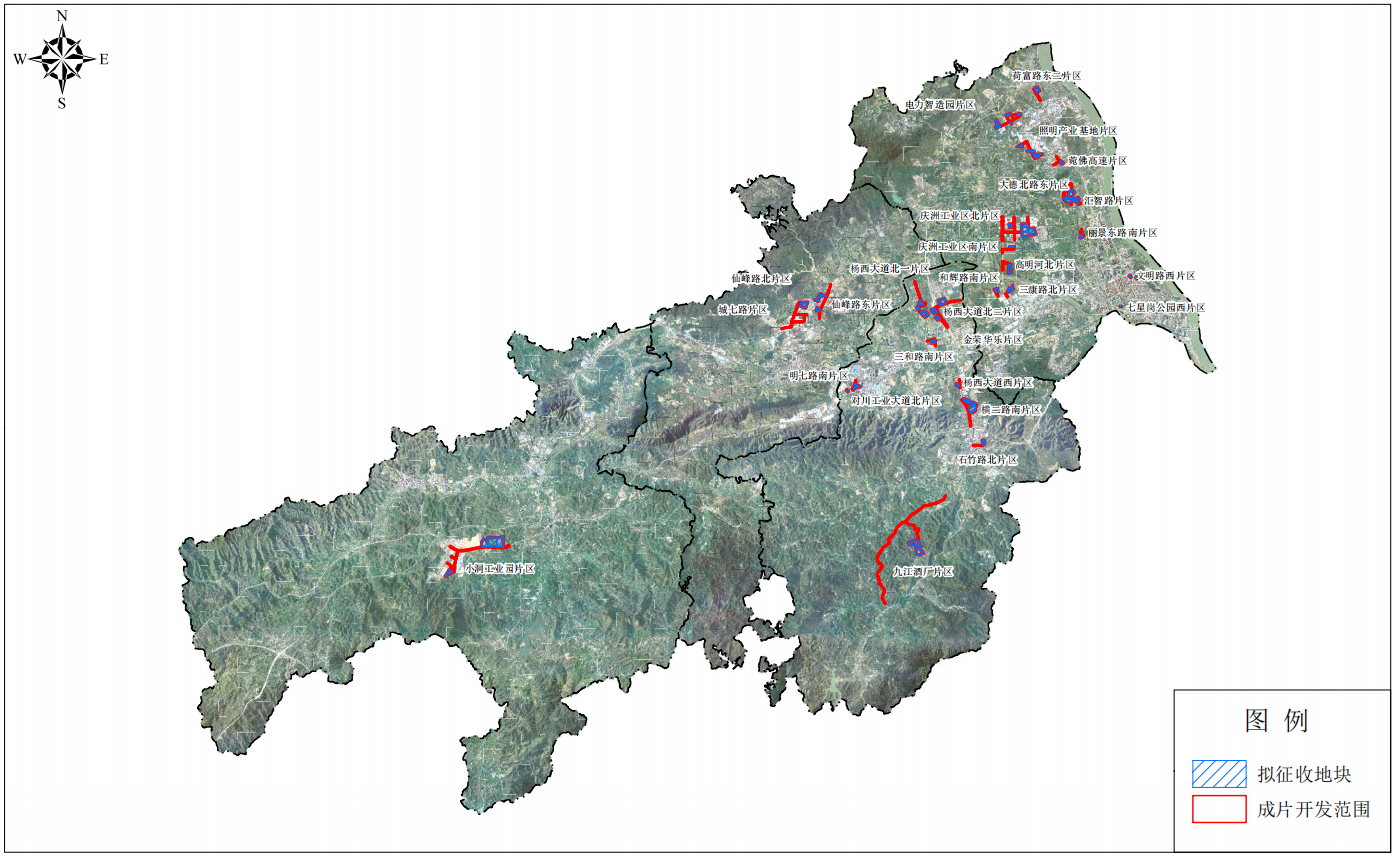 N
W
E
S
荷富路东二片区
电力智造园片区
照明产业基地片区
苑佛高速片区
大德北路东片区
汇智路片区
庆洲工业区北片区
丽景东路南片区
庆洲工业区南片区
高明河北片区
杨西大道北一片区
和辉路南片区
文明路西片区
仙峰路北片区
三康路北片区
仙峰路东片区
城七路片区
杨西大道北二片区
七星岗公园西片区
金荣华乐片区
三和路南片区
明七路南片区
杨西大道西片区
对川工业大道北片区
横二路南片区
石竹路北片区
小洞工业园片区
九江酒厂片区
图 例
拟征收地块
成片开发范围